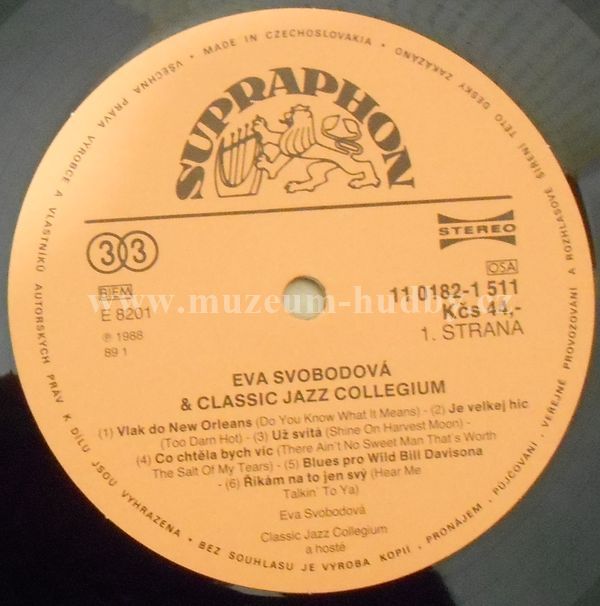 VŠECHNA PRÁVA VÝROBCE A VLASTNÍKŮ AUTORSKÝCH PRÁV K DÍLU JSOU VYHRAZENA • BEZ SOUHLASU JE VÝROBA KOPIÍ, PRONÁJEM, PŮJČOVÁNÍ, VEŘEJNÉ PROVOZOVÁNÍ A ROZHLASOVÉ ŠÍŘENÍ TÉTO DESKY ZAKÁZÁNO • MADE IN CZECHOSLOVAKIA •
SUPRAPHON
33
STEREO
BIEM
OSA
E 8201
11 0182-1 511
℗ 1988
Kčs 44,-
89 1
1. STRANA
www.muzeum-hudby.cz
EVA SVOBODOVÁ
& CLASSIC JAZZ COLLEGIUM
(1) Vlak do New Orleans (Do You Know What It Means) - (2) Je velkej hic
(Too Darn Hot) - (3) Už svítá (Shine On Harvest Moon) -
(4) Co chtěla bych víc (There Ain't No Sweet Man That's Worth
The Salt Of My Tears) - (5) Blues pro Wild Bill Davisona
- (6) Říkám na to jen svý (Hear Me
Talkin' To Ya)
Eva Svobodová
Classic Jazz Collegium
a hosté